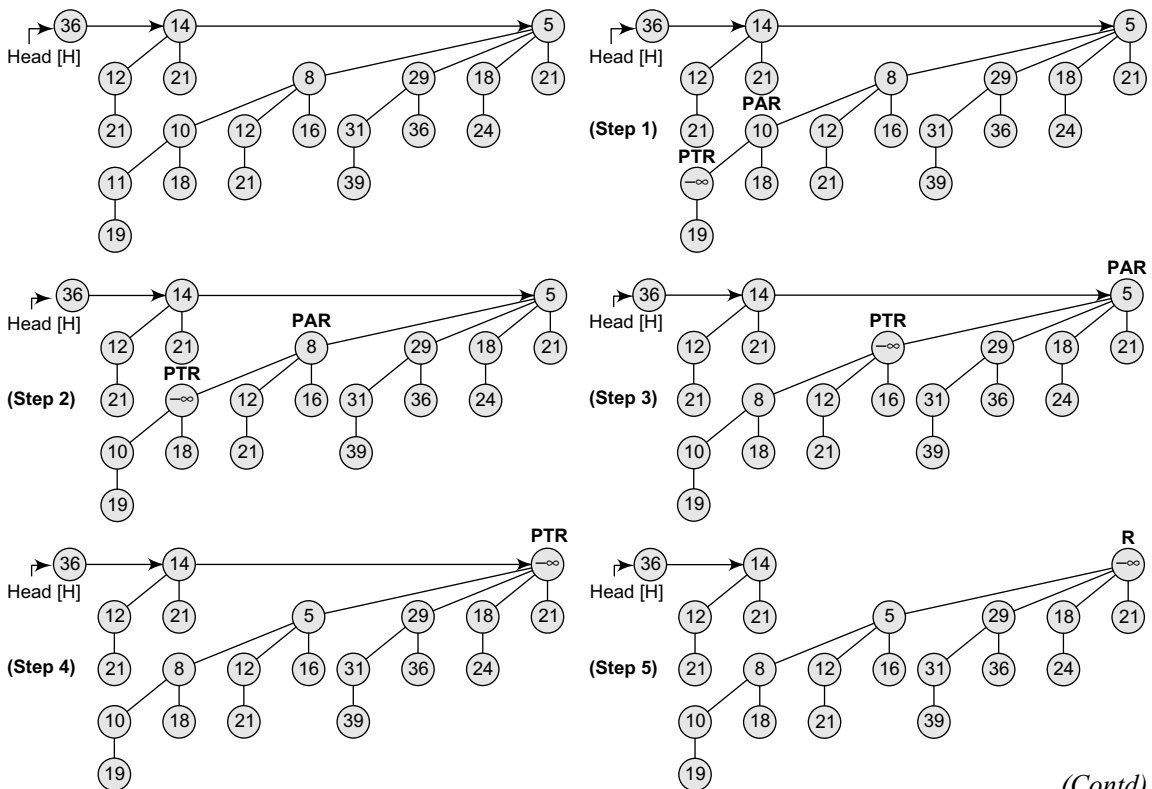 36 14 5
Head [H]
12 21 8 29 18 21
21 10 12 16 31 36 24
11 18 21 39
19
36 14 5
Head [H]
12 21 8 29 18 21
PAR
(Step 1) 21 10 12 16 31 36 24
PTR
−∞ 18 21 39
19
36 14 5
Head [H]
PAR
12 21 8 29 18 21
PTR
(Step 2) 21 −∞ 12 16 31 36 24
10 18 21 39
19
PAR
36 14 5
Head [H]
PTR
12 21 −∞ 29 18 21
(Step 3) 21 8 12 16 31 36 24
10 18 21 39
19
PTR
36 14 −∞
Head [H]
12 21 5 29 18 21
(Step 4) 21 8 12 16 31 36 24
10 18 21 39
19
R
36 14 −∞
Head [H]
12 21 5 29 18 21
(Step 5) 21 8 12 16 31 36 24
10 18 21 39
19
(Contd)